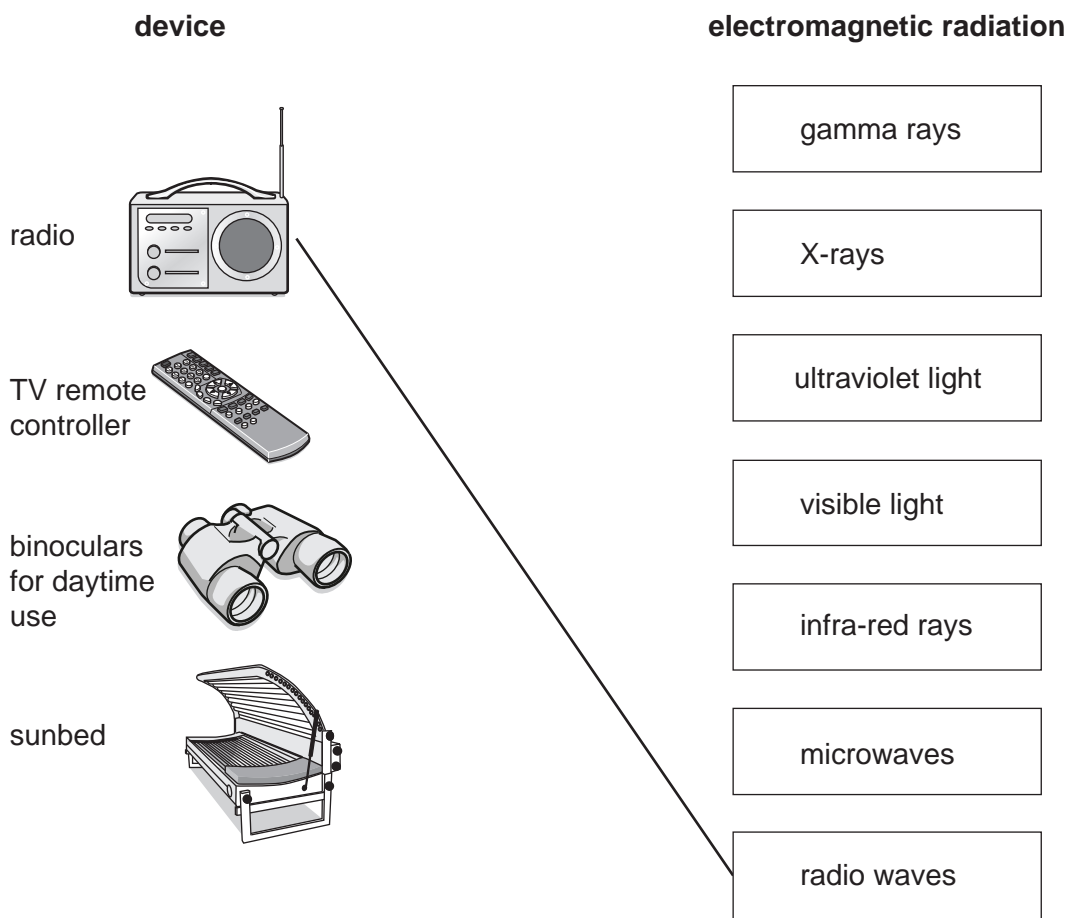 device
electromagnetic radiation
gamma rays
radio
X-rays
TV remote
controller
ultraviolet light
binoculars
for daytime
use
visible light
infra-red rays
sunbed
microwaves
radio waves